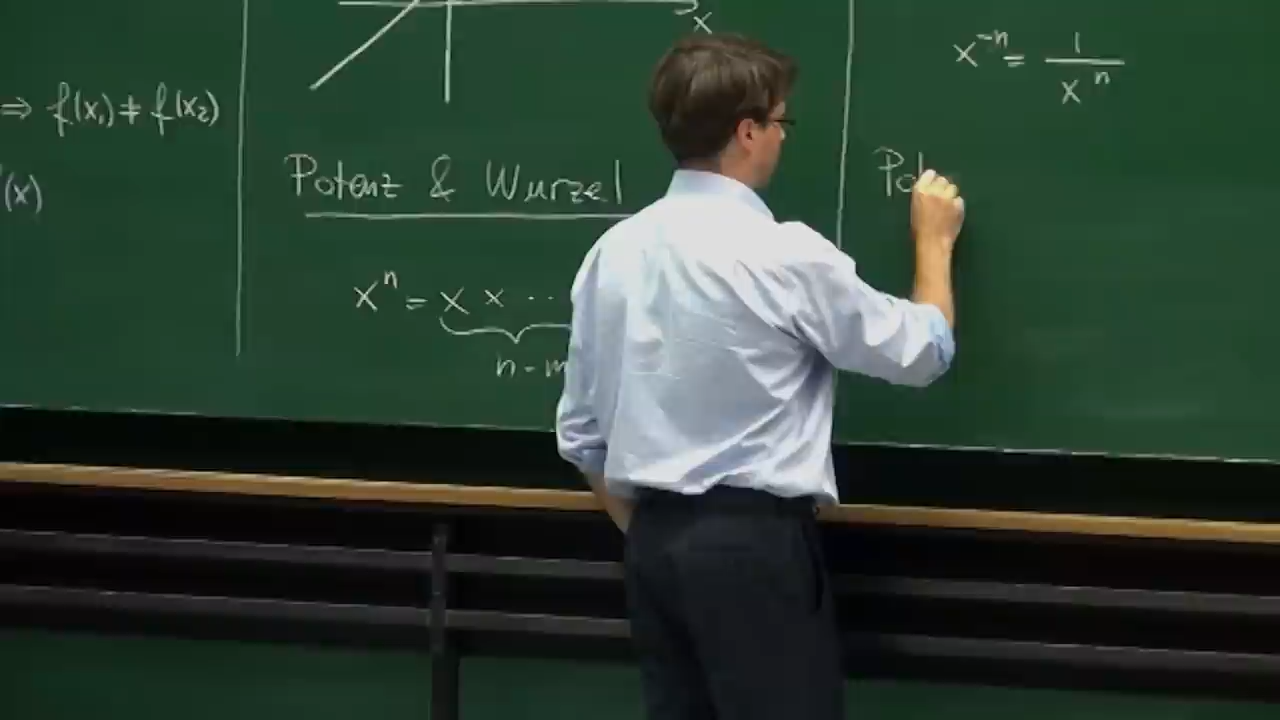 ⇒ f(x₁) ≠ f(x₂)
(x)
x
Potenz & Wurzel
xⁿ = x x ...
n - m
x⁻ⁿ = 1/xⁿ
Pot